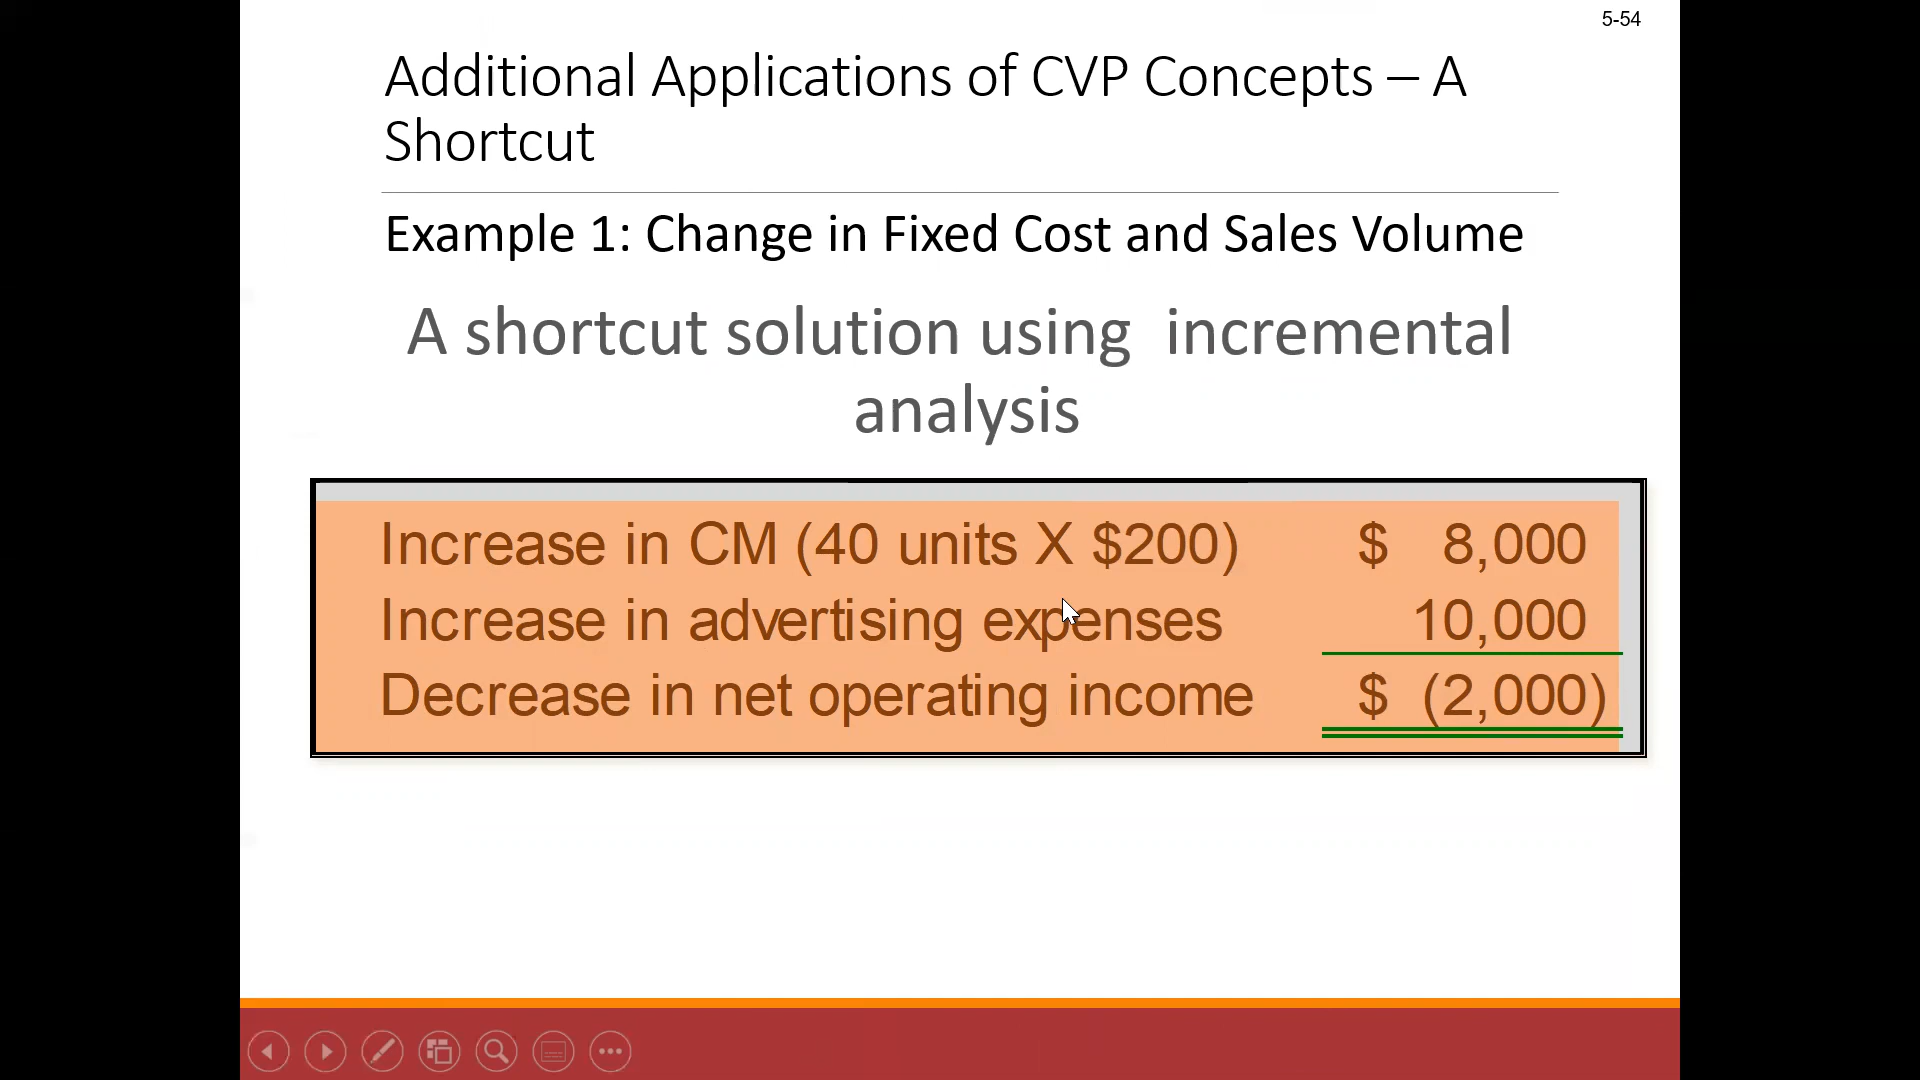 5-54
Additional Applications of CVP Concepts – A
Shortcut
Example 1: Change in Fixed Cost and Sales Volume
A shortcut solution using incremental
analysis
Increase in CM (40 units X $200) $ 8,000
Increase in advertising expenses 10,000
Decrease in net operating income $ (2,000)